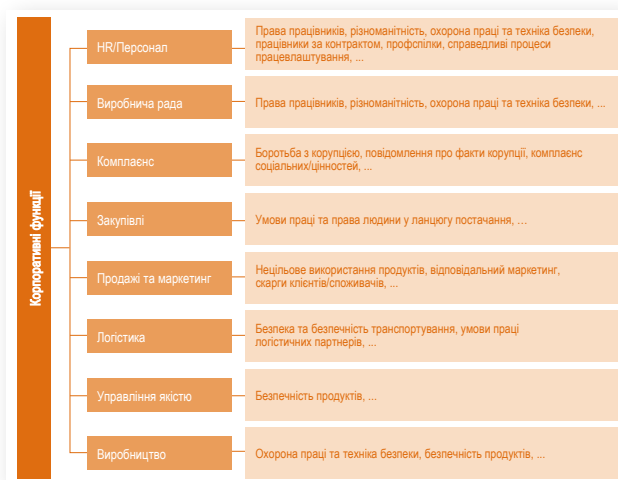 Корпоративні функції
HR/Персонал
Права працівників, різноманітність, охорона праці та техніка безпеки,
працівники за контрактом, профспілки, справедливі процеси
працевлаштування, ...
Виробнича рада
Права працівників, різноманітність, охорона праці та техніка безпеки, ...
Комплаєнс
Боротьба з корупцією, повідомлення про факти корупції, комплаєнс
соціальних/цінностей, ...
Закупівлі
Умови праці та права людини у ланцюгу постачання, ...
Продажі та маркетинг
Нецільове використання продуктів, відповідальний маркетинг,
скарги клієнтів/споживачів, ...
Логістика
Безпека та безпечність транспортування, умови праці
логістичних партнерів, ...
Управління якістю
Безпечність продуктів, ...
Виробництво
Охорона праці та техніка безпеки, безпечність продуктів, ...